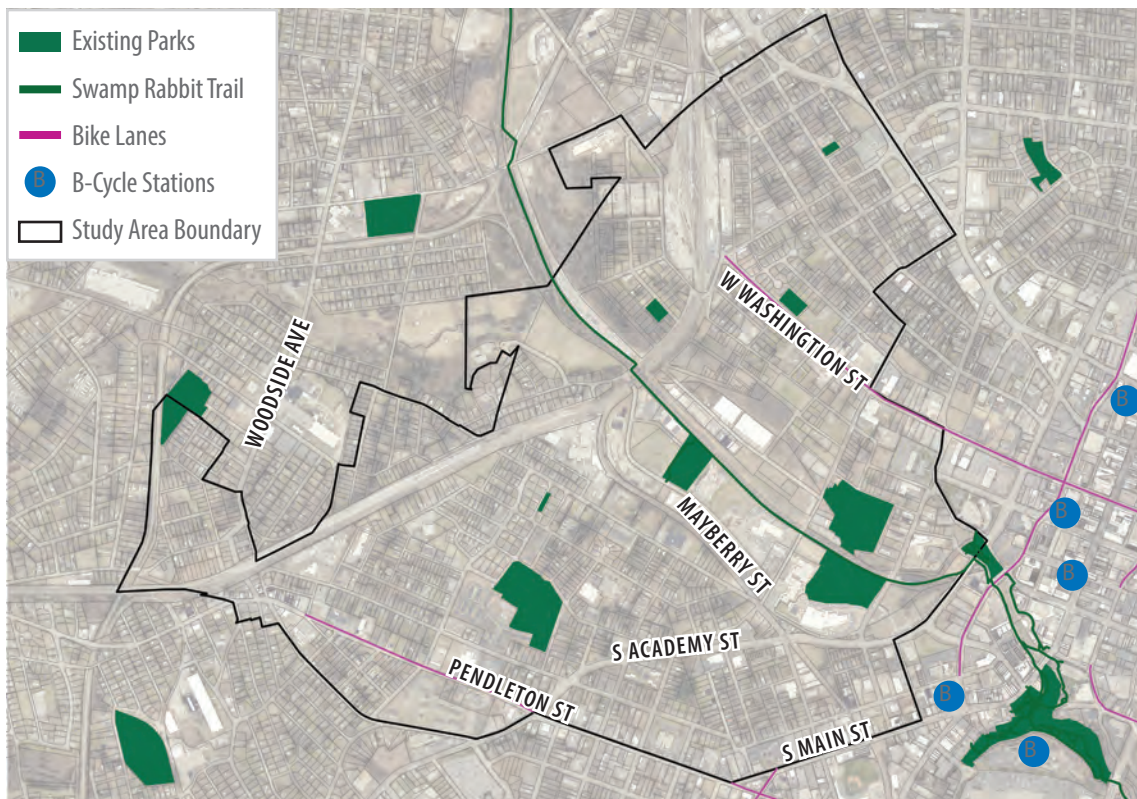 Existing Parks
Swamp Rabbit Trail
Bike Lanes
B
B-Cycle Stations
Study Area Boundary
W WASHINGTION ST
WOODSIDE AVE
B
B
MAYBERRY ST
B
S ACADEMY ST
PENDLETON ST
B
S MAIN ST
B